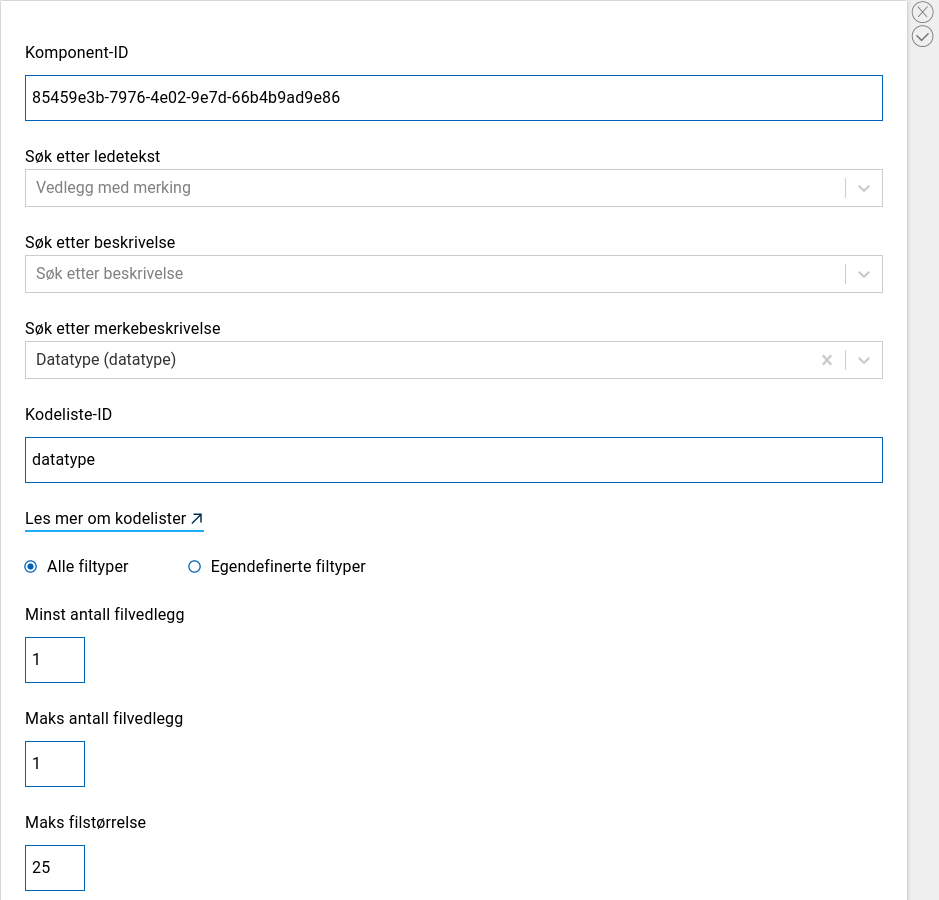 Komponent-ID
85459e3b-7976-4e02-9e7d-66b4b9ad9e86
Søk etter ledetekst
Vedlegg med merking
Søk etter beskrivelse
Søk etter beskrivelse
Søk etter merkebeskrivelse
Datatype (datatype)
Kodeliste-ID
datatype
Les mer om kodelister
Alle filtyper Egendefinerte filtyper
Minst antall filvedlegg
1
Maks antall filvedlegg
1
Maks filstørrelse
25